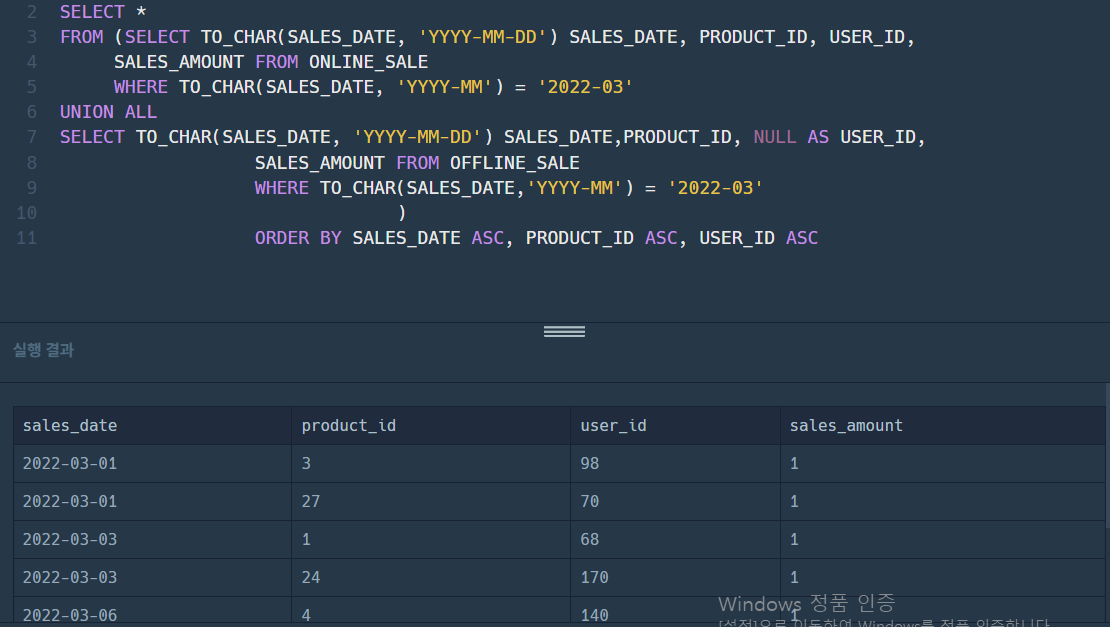 2 SELECT *
3 FROM (SELECT TO_CHAR(SALES_DATE, 'YYYY-MM-DD') SALES_DATE, PRODUCT_ID, USER_ID,
4 SALES_AMOUNT FROM ONLINE_SALE
5 WHERE TO_CHAR(SALES_DATE, 'YYYY-MM') = '2022-03'
6 UNION ALL
7 SELECT TO_CHAR(SALES_DATE, 'YYYY-MM-DD') SALES_DATE,PRODUCT_ID, NULL AS USER_ID,
8 SALES_AMOUNT FROM OFFLINE_SALE
9 WHERE TO_CHAR(SALES_DATE,'YYYY-MM') = '2022-03'
10 )
11 ORDER BY SALES_DATE ASC, PRODUCT_ID ASC, USER_ID ASC
실행 결과
sales_date product_id user_id sales_amount
2022-03-01 3 98 1
2022-03-01 27 70 1
2022-03-03 1 68 1
2022-03-03 24 170 1
2022-03-06 4 140 1
Windows 정품 인증
[설정]으로 이동하여 Windows를 정품 인증합니다.